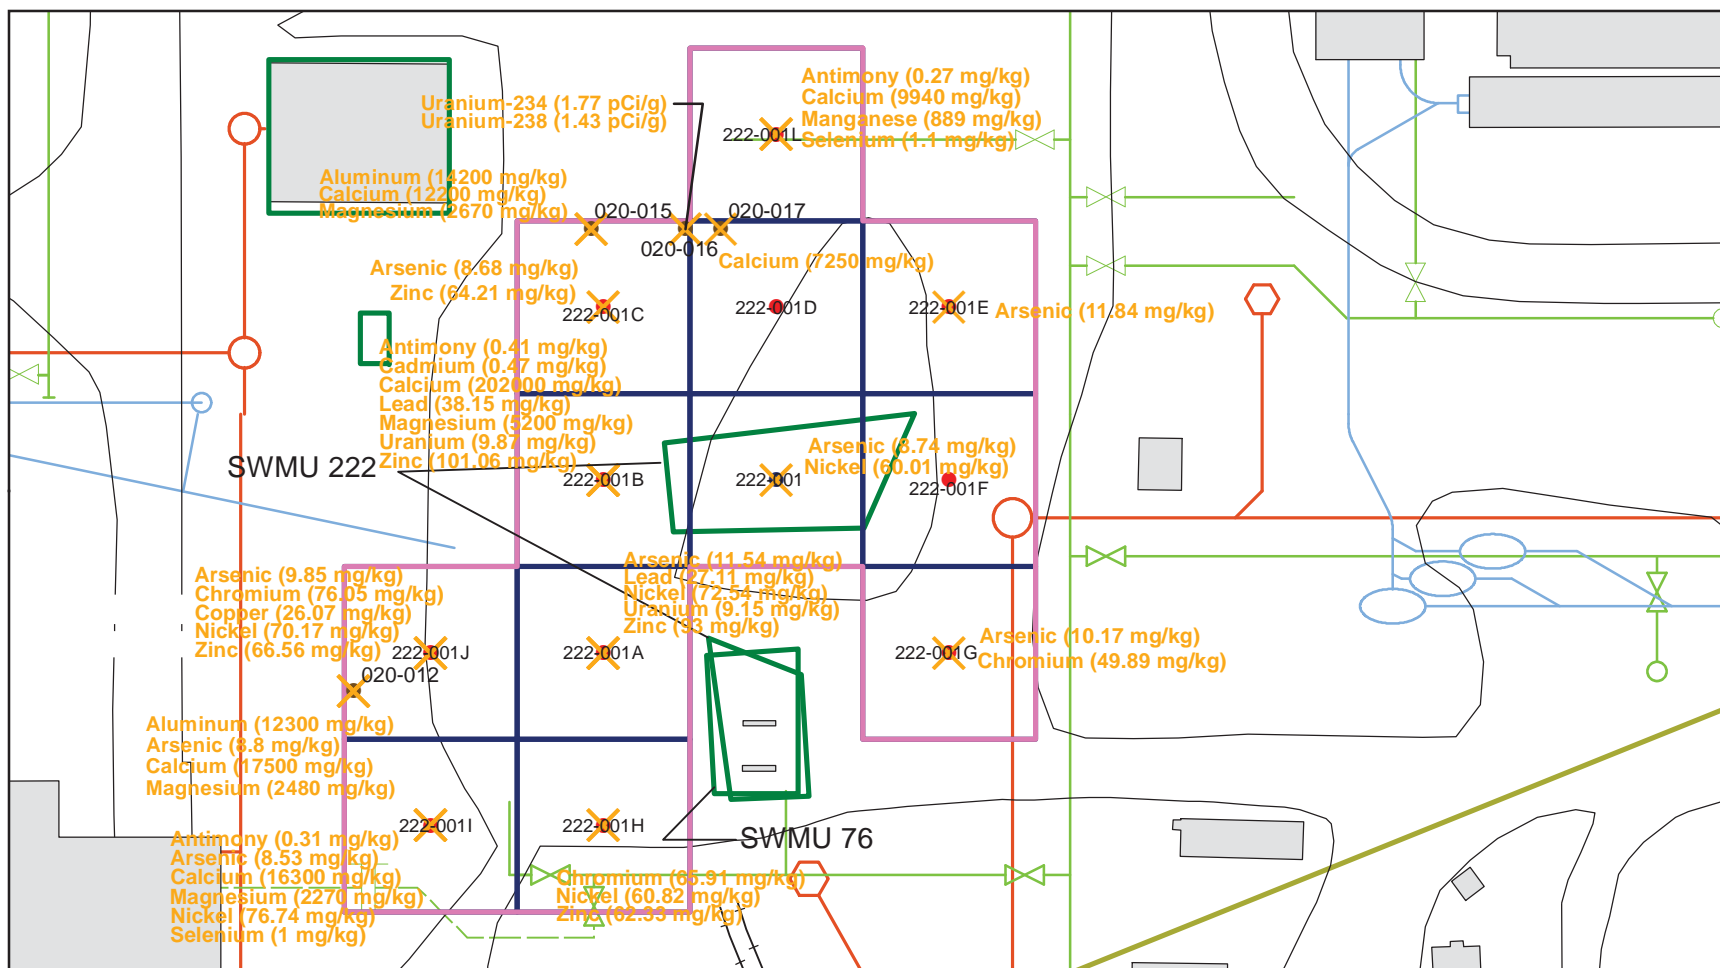 Antimony (0.27 mg/kg)
Calcium (9940 mg/kg)
Manganese (889 mg/kg)
Selenium (1.1 mg/kg)
222-001L
Uranium-234 (1.77 pCi/g)
Uranium-238 (1.43 pCi/g)
Aluminum (14200 mg/kg)
Calcium (12200 mg/kg)
Magnesium (2670 mg/kg)
020-015
020-017
020-016
Calcium (7250 mg/kg)
Arsenic (8.68 mg/kg)
Zinc (64.21 mg/kg)
222-001C
222-001D
222-001E
Arsenic (11.84 mg/kg)
Antimony (0.41 mg/kg)
Cadmium (0.47 mg/kg)
Calcium (202000 mg/kg)
Lead (38.15 mg/kg)
Magnesium (5200 mg/kg)
Uranium (9.87 mg/kg)
Zinc (101.06 mg/kg)
SWMU 222
222-001B
222-001
Arsenic (8.74 mg/kg)
Nickel (60.01 mg/kg)
222-001F
Arsenic (11.54 mg/kg)
Lead (27.11 mg/kg)
Nickel (72.54 mg/kg)
Uranium (9.15 mg/kg)
Zinc (93 mg/kg)
Arsenic (9.85 mg/kg)
Chromium (76.05 mg/kg)
Copper (26.07 mg/kg)
Nickel (70.17 mg/kg)
Zinc (66.56 mg/kg)
222-001J
222-001A
222-001G
Arsenic (10.17 mg/kg)
Chromium (49.89 mg/kg)
020-012
Aluminum (12300 mg/kg)
Arsenic (8.8 mg/kg)
Calcium (17500 mg/kg)
Magnesium (2480 mg/kg)
222-001I
222-001H
SWMU 76
Antimony (0.31 mg/kg)
Arsenic (8.53 mg/kg)
Calcium (16300 mg/kg)
Magnesium (2270 mg/kg)
Nickel (76.74 mg/kg)
Selenium (1 mg/kg)
Chromium (65.91 mg/kg)
Nickel (60.82 mg/kg)
Zinc (62.33 mg/kg)